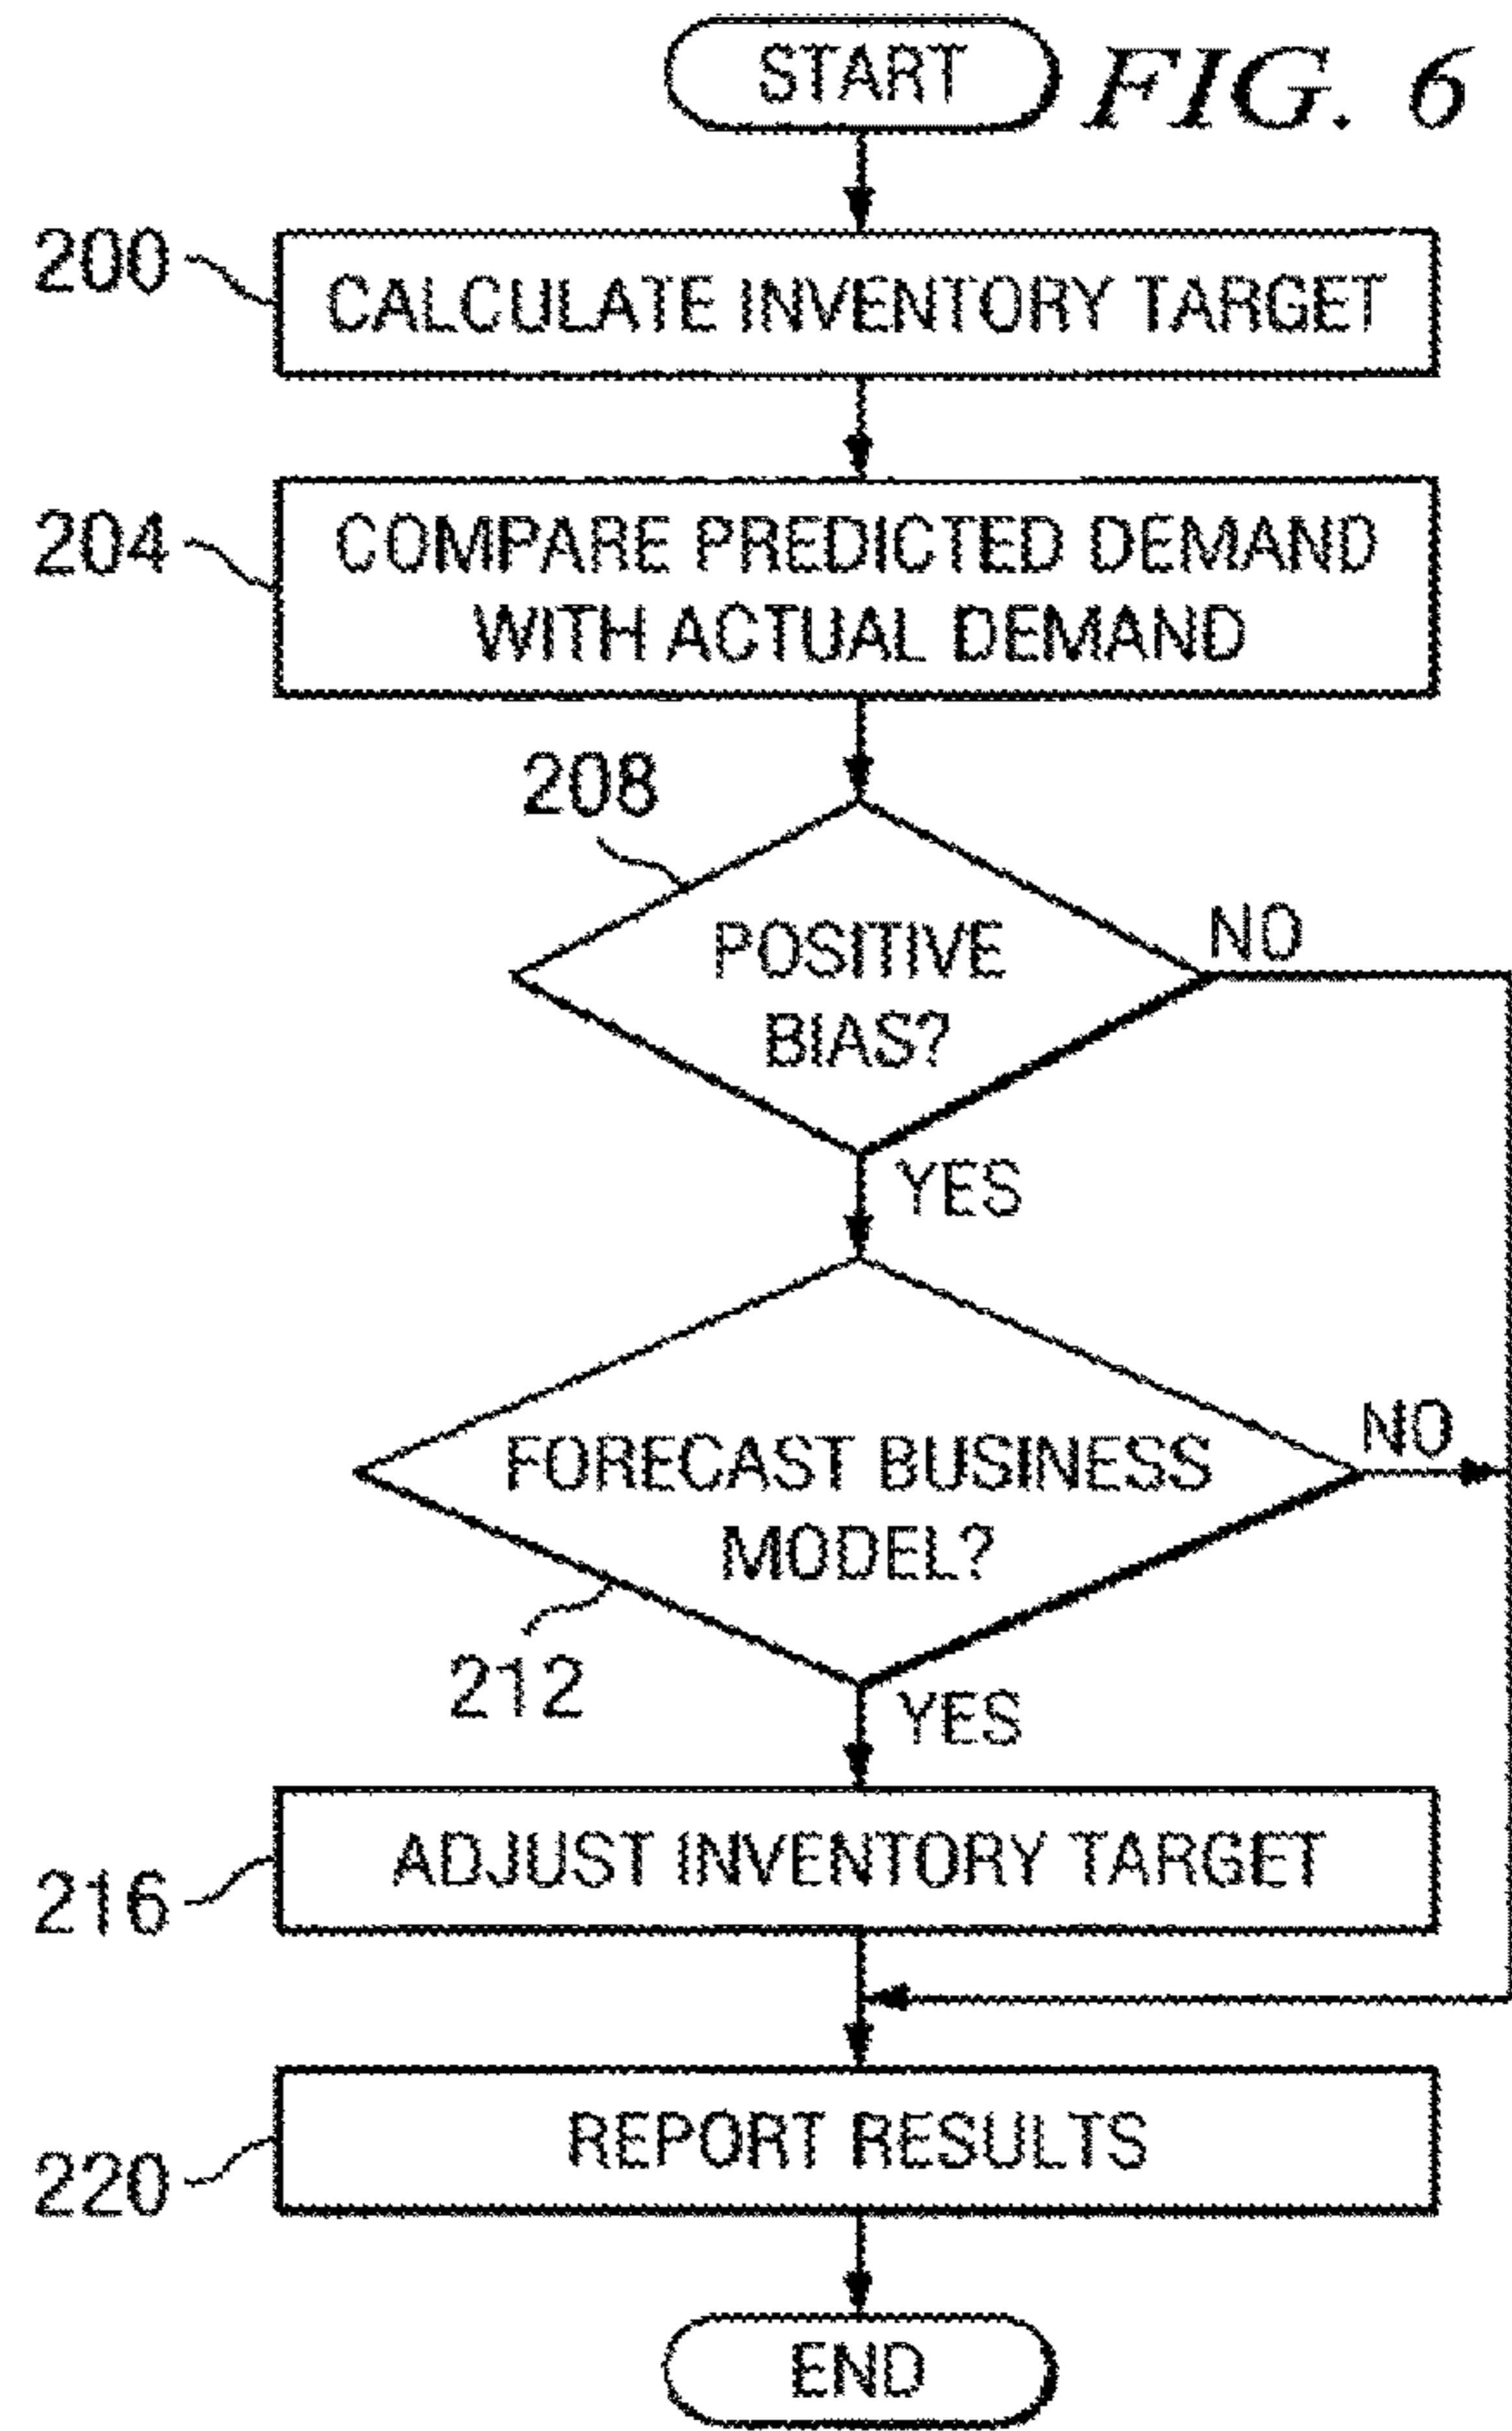 START
FIG. 6
200
CALCULATE INVENTORY TARGET
204
COMPARE PREDICTED DEMAND
WITH ACTUAL DEMAND
208
POSITIVE
BIAS?
NO
YES
FORECAST BUSINESS
MODEL?
NO
212
YES
ADJUST INVENTORY TARGET
216
REPORT RESULTS
220
END